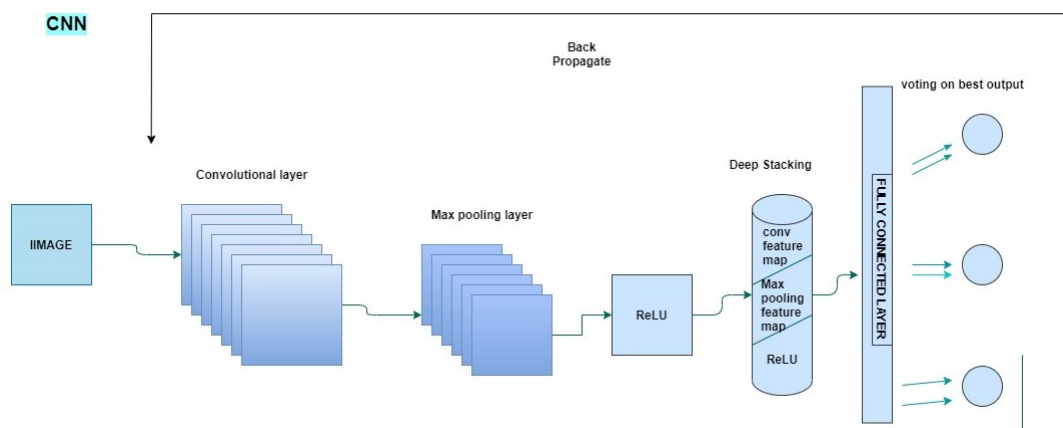 CNN
Back
Propagate
voting on best output
Deep Stacking
Convolutional layer
Max pooling layer
IIMAGE
ReLU
conv
feature
map
Max
pooling
feature
map
ReLU
FULLY CONNECTED LAYER